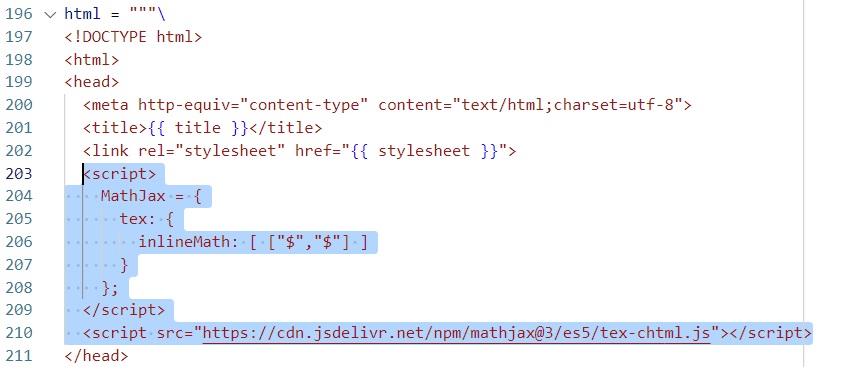 196 html = """\
197 <!DOCTYPE html>
198 <html>
199 <head>
200   <meta http-equiv="content-type" content="text/html;charset=utf-8">
201   <title>{{ title }}</title>
202   <link rel="stylesheet" href="{{ stylesheet }}">
203   <script>
204     MathJax = {
205       tex: {
206         inlineMath: [ ["$","$"] ]
207       }
208     };
209   </script>
210   <script src="https://cdn.jsdelivr.net/npm/mathjax@3/es5/tex-chtml.js"></script>
211 </head>